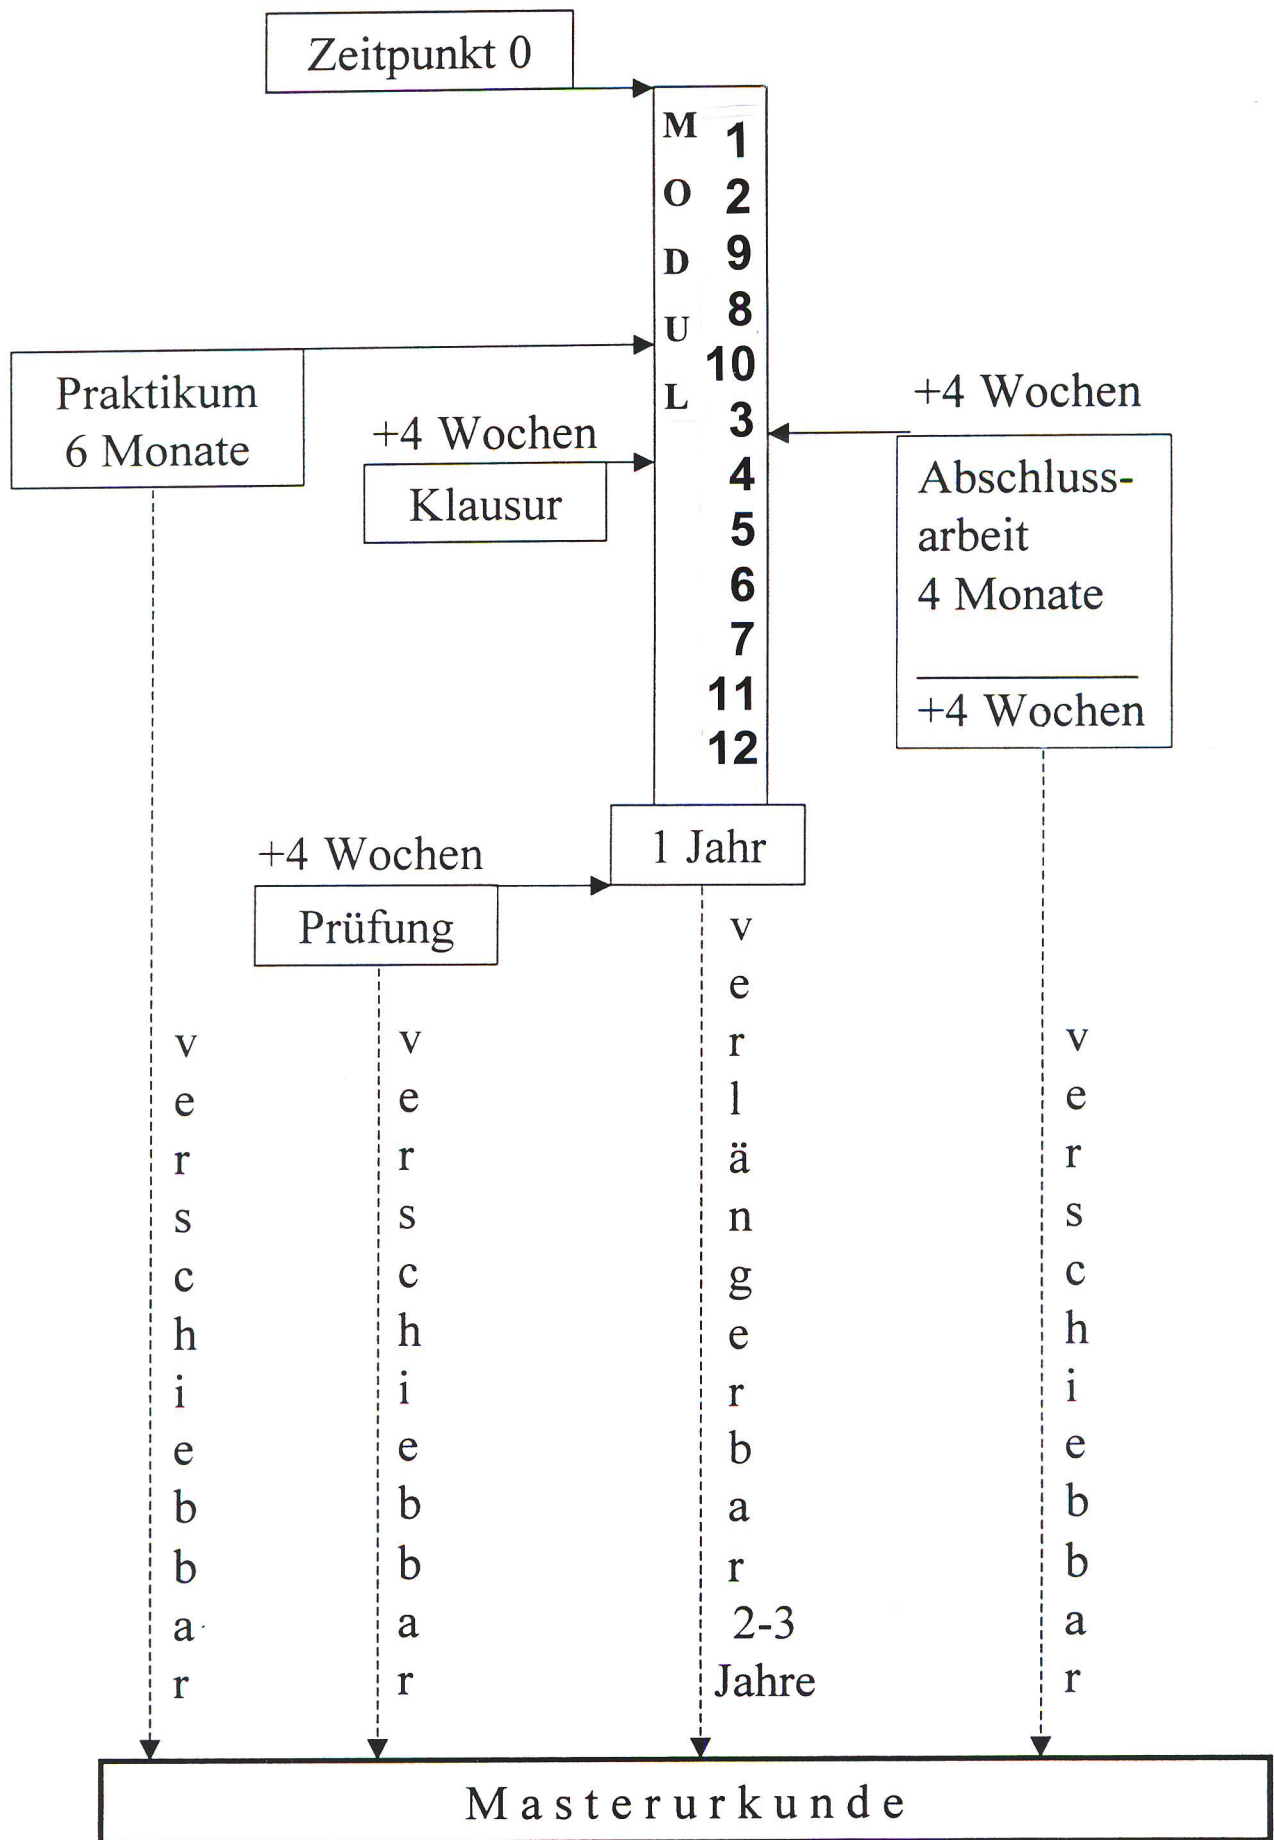 Zeitpunkt 0
MODUL
1
2
9
8
10
3
4
5
6
7
11
12
Praktikum
6 Monate
+4 Wochen
Klausur
+4 Wochen
Abschluss-
arbeit
4 Monate
+4 Wochen
1 Jahr
+4 Wochen
Prüfung
verschiebbar
verschiebbar
verlängerbar
2-3
Jahre
verschiebbar
Masterurkunde